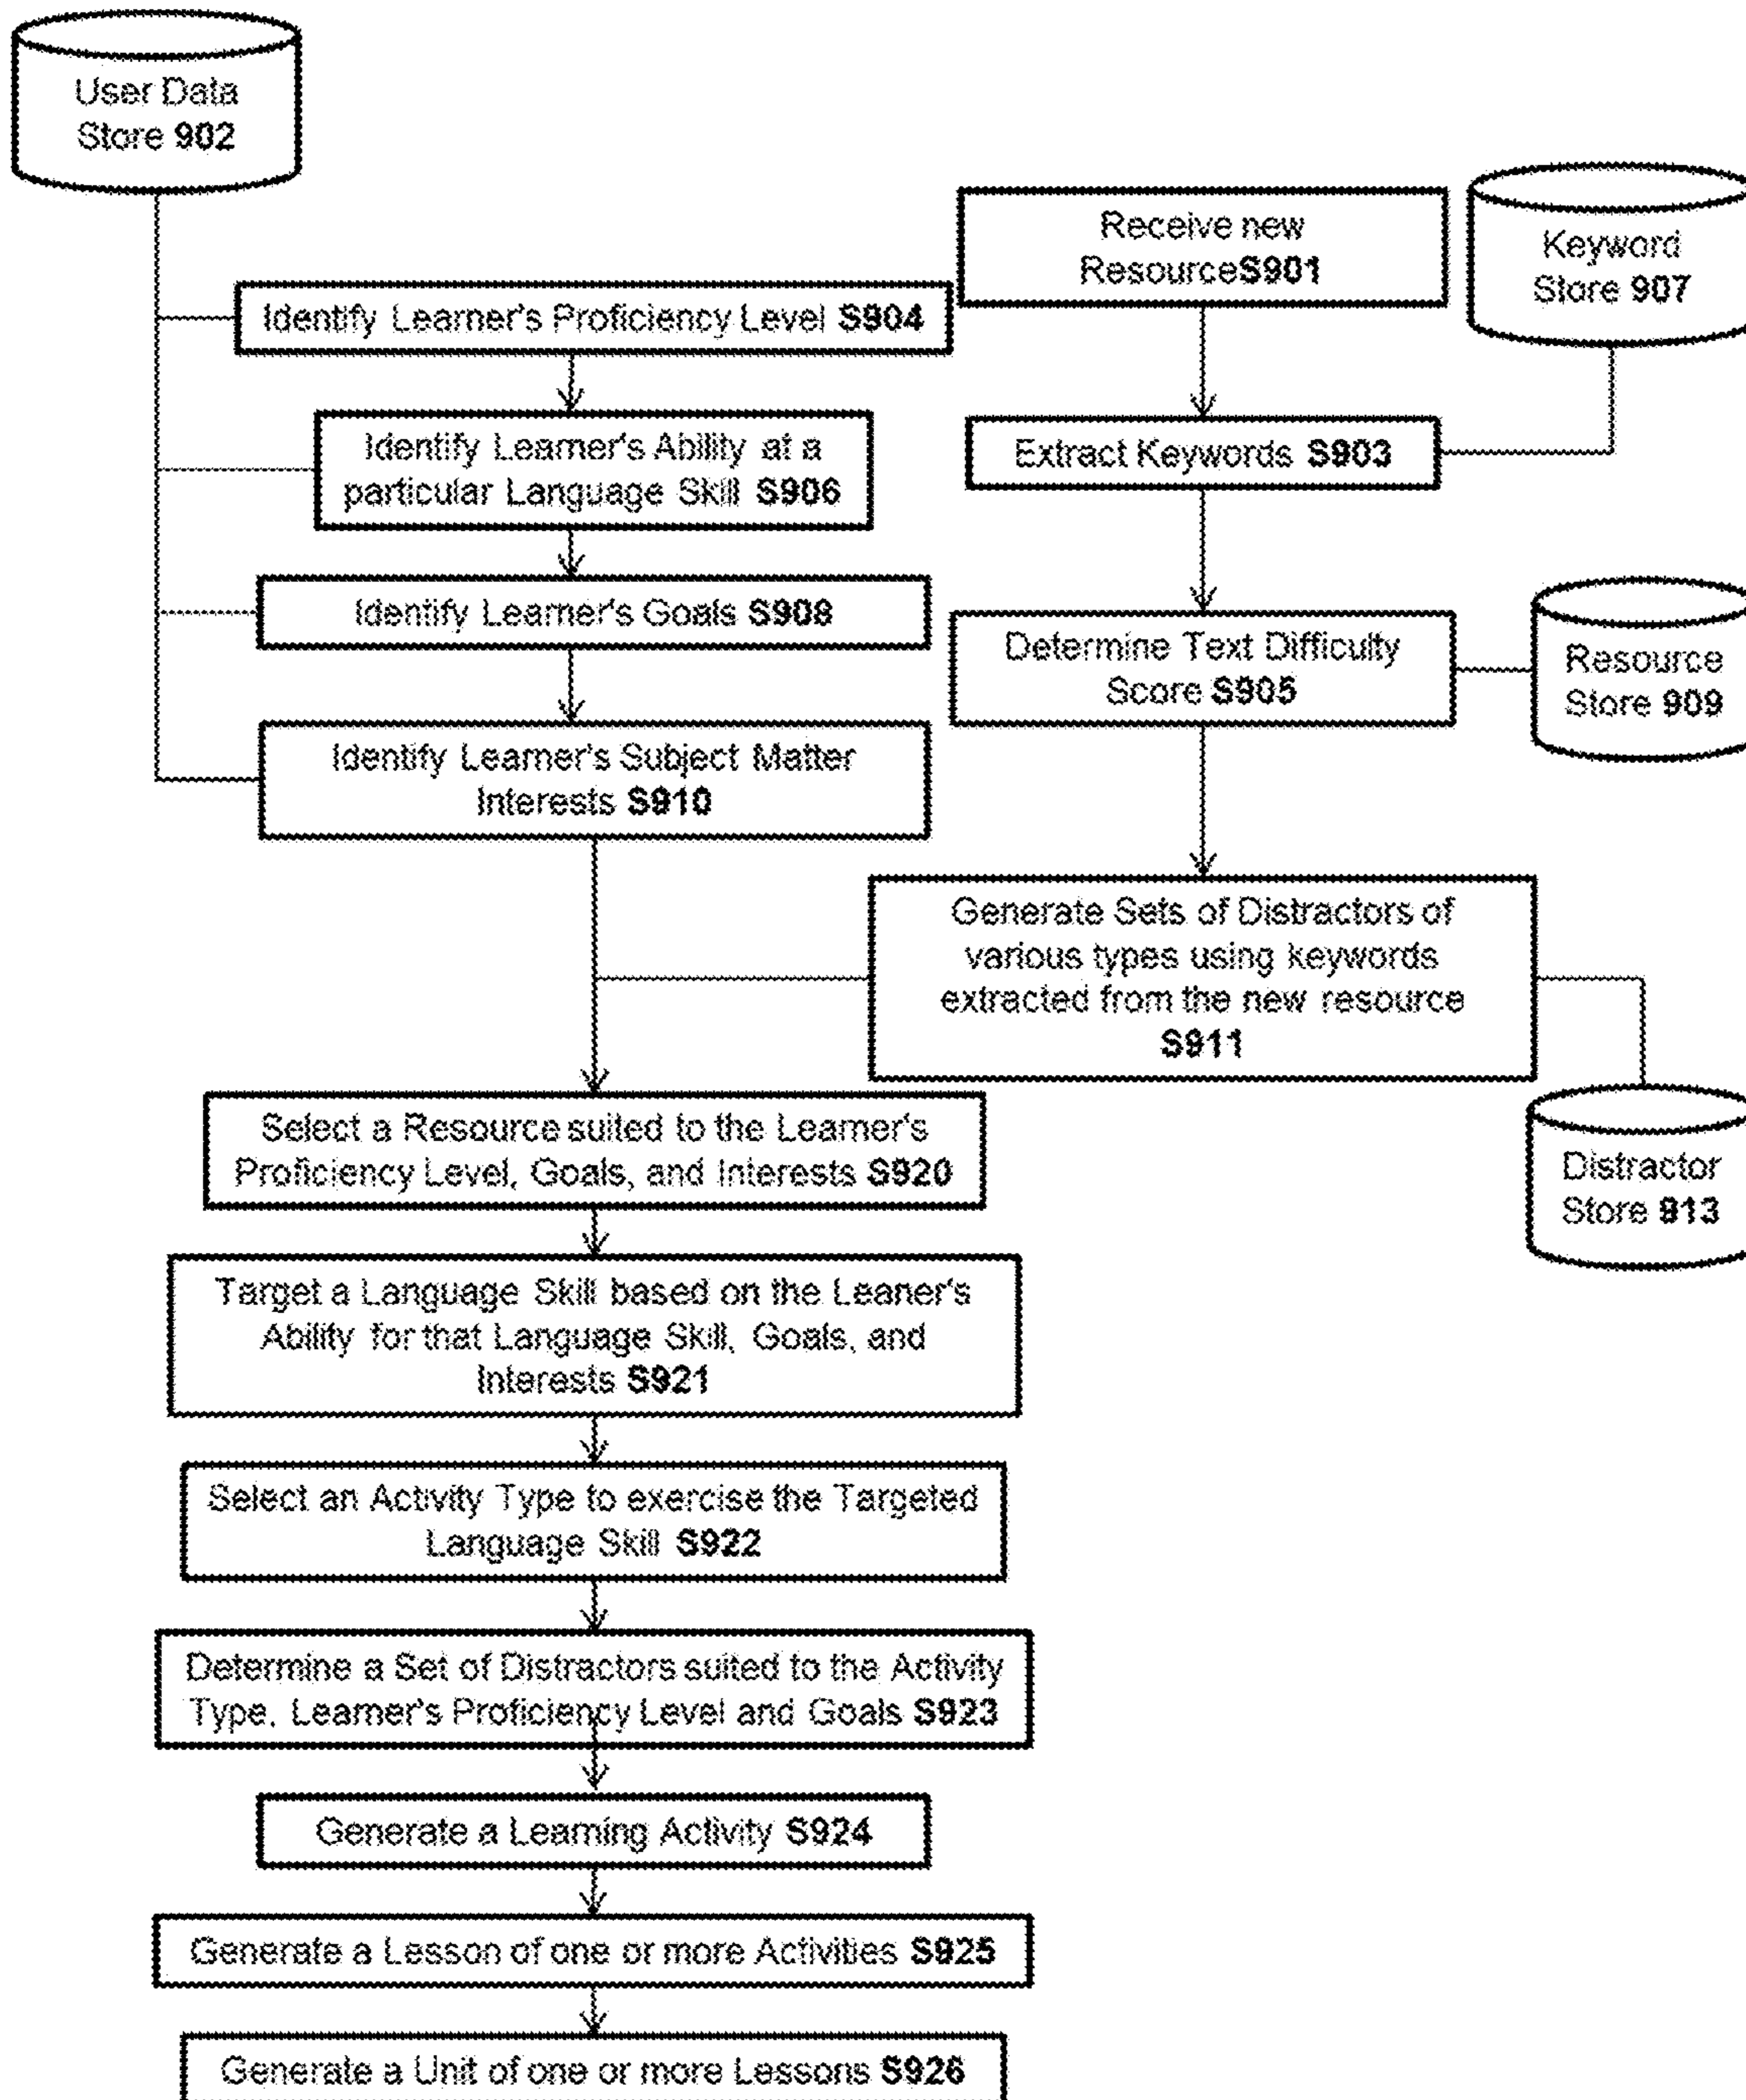 User Data
Store 902
Receive new
ResourceS901
Keyword
Store 907
Identify Learner's Proficiency Level S904
Identify Learner's Ability at a
particular Language Skill S906
Extract Keywords S903
Identify Learner's Goals S908
Determine Text Difficulty
Score S905
Resource
Store 909
Identify Learner's Subject Matter
Interests S910
Generate Sets of Distractors of
various types using keywords
extracted from the new resource
S911
Select a Resource suited to the Learner's
Proficiency Level, Goals, and Interests S920
Distractor
Store 913
Target a Language Skill based on the Leaner's
Ability for that Language Skill, Goals, and
Interests S921
Select an Activity Type to exercise the Targeted
Language Skill S922
Determine a Set of Distractors suited to the Activity
Type, Learner's Proficiency Level and Goals S923
Generate a Learning Activity S924
Generate a Lesson of one or more Activities S925
Generate a Unit of one or more Lessons S926